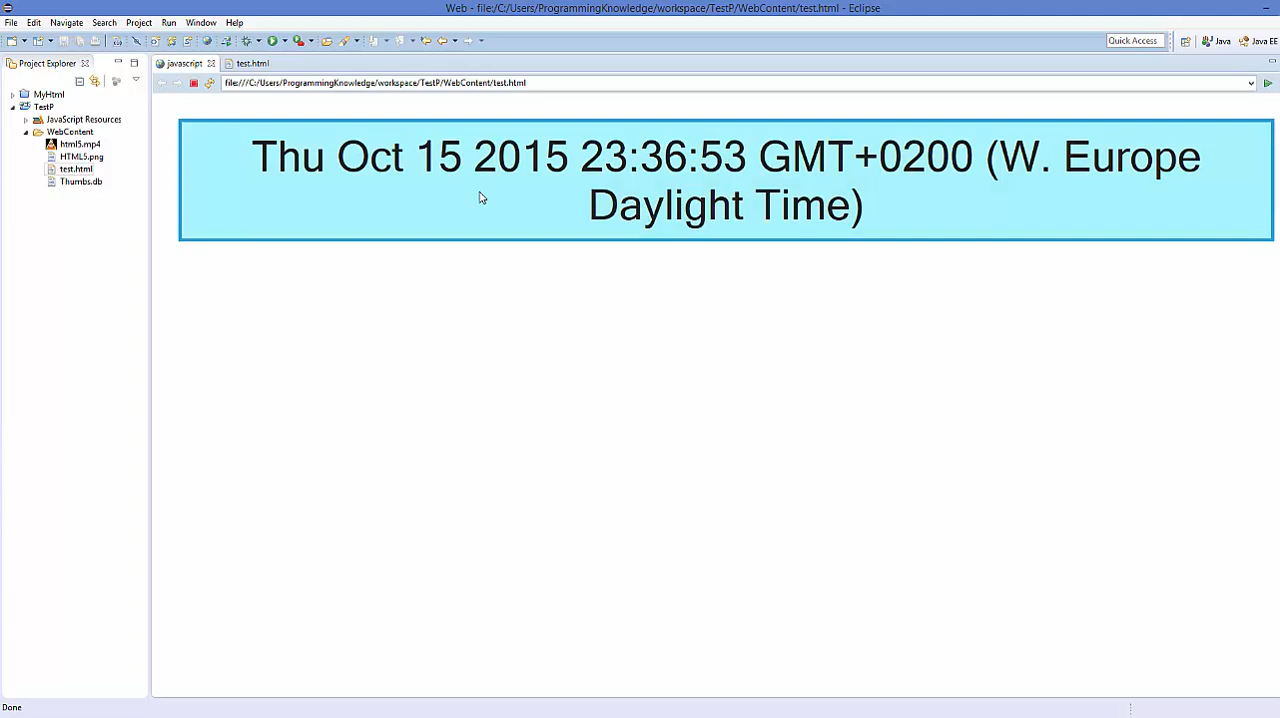 Web - file:/C:/Users/ProgrammingKnowledge/workspace/TestP/WebContent/test.html - Eclipse
File Edit Navigate Search Project Run Window Help
Quick Access Java Java EE
Project Explorer
javascript test.html
file:///C:/Users/ProgrammingKnowledge/workspace/TestP/WebContent/test.html
MyHtml
TestP
JavaScript Resources
WebContent
html5.mp4
HTML5.png
test.html
Thumbs.db
Thu Oct 15 2015 23:36:53 GMT+0200 (W. Europe
Daylight Time)
Done